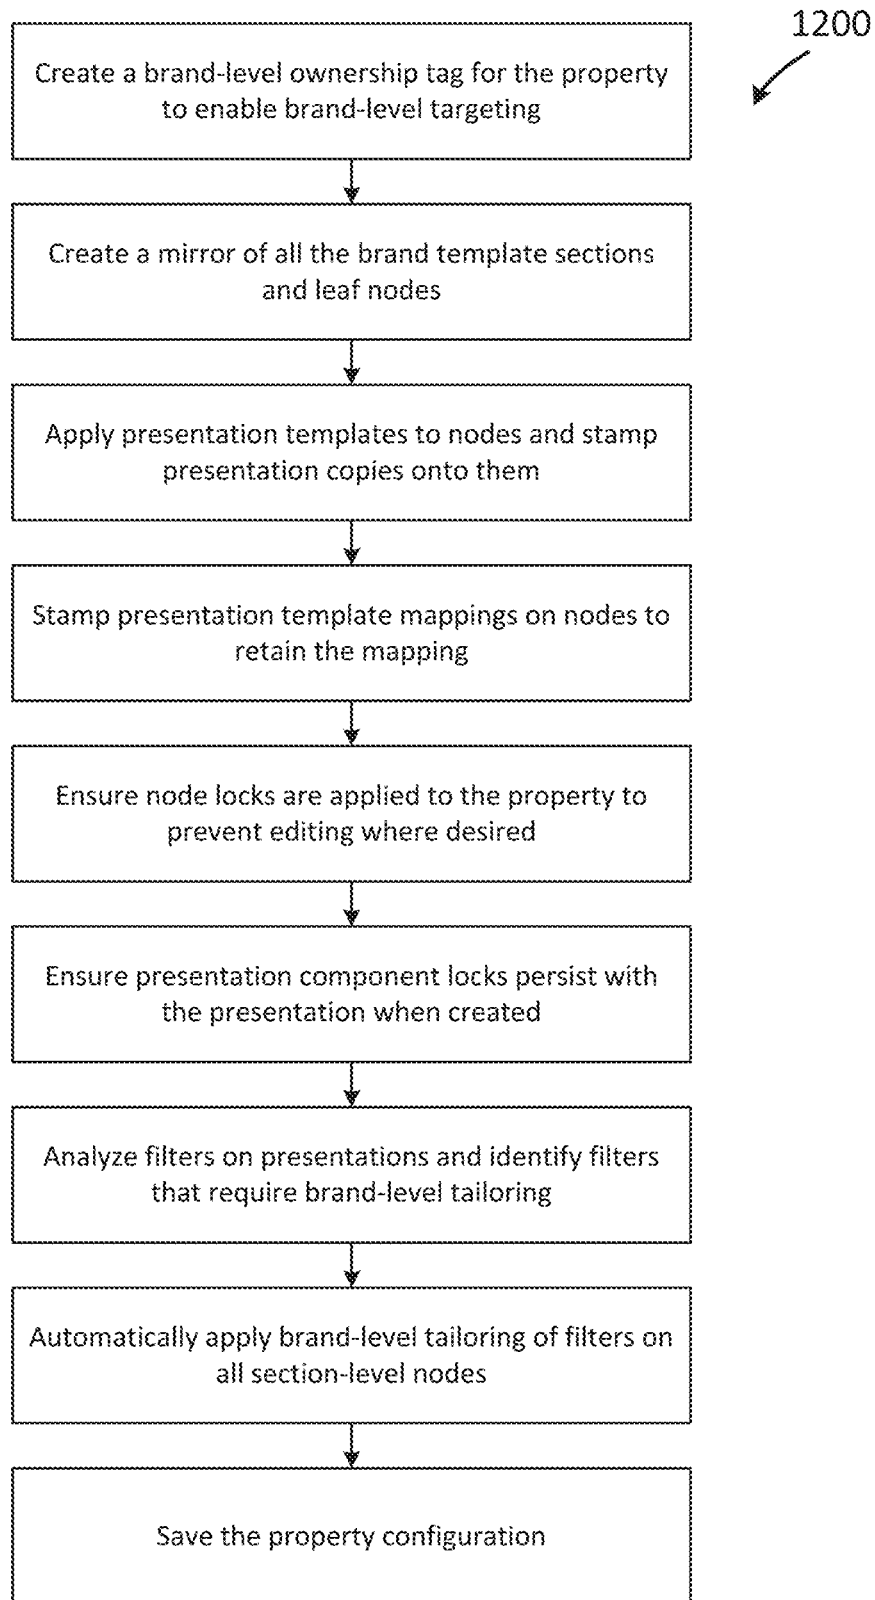 1200
Create a brand-level ownership tag for the property
to enable brand-level targeting
Create a mirror of all the brand template sections
and leaf nodes
Apply presentation templates to nodes and stamp
presentation copies onto them
Stamp presentation template mappings on nodes to
retain the mapping
Ensure node locks are applied to the property to
prevent editing where desired
Ensure presentation component locks persist with
the presentation when created
Analyze filters on presentations and identify filters
that require brand-level tailoring
Automatically apply brand-level tailoring of filters on
all section-level nodes
Save the property configuration